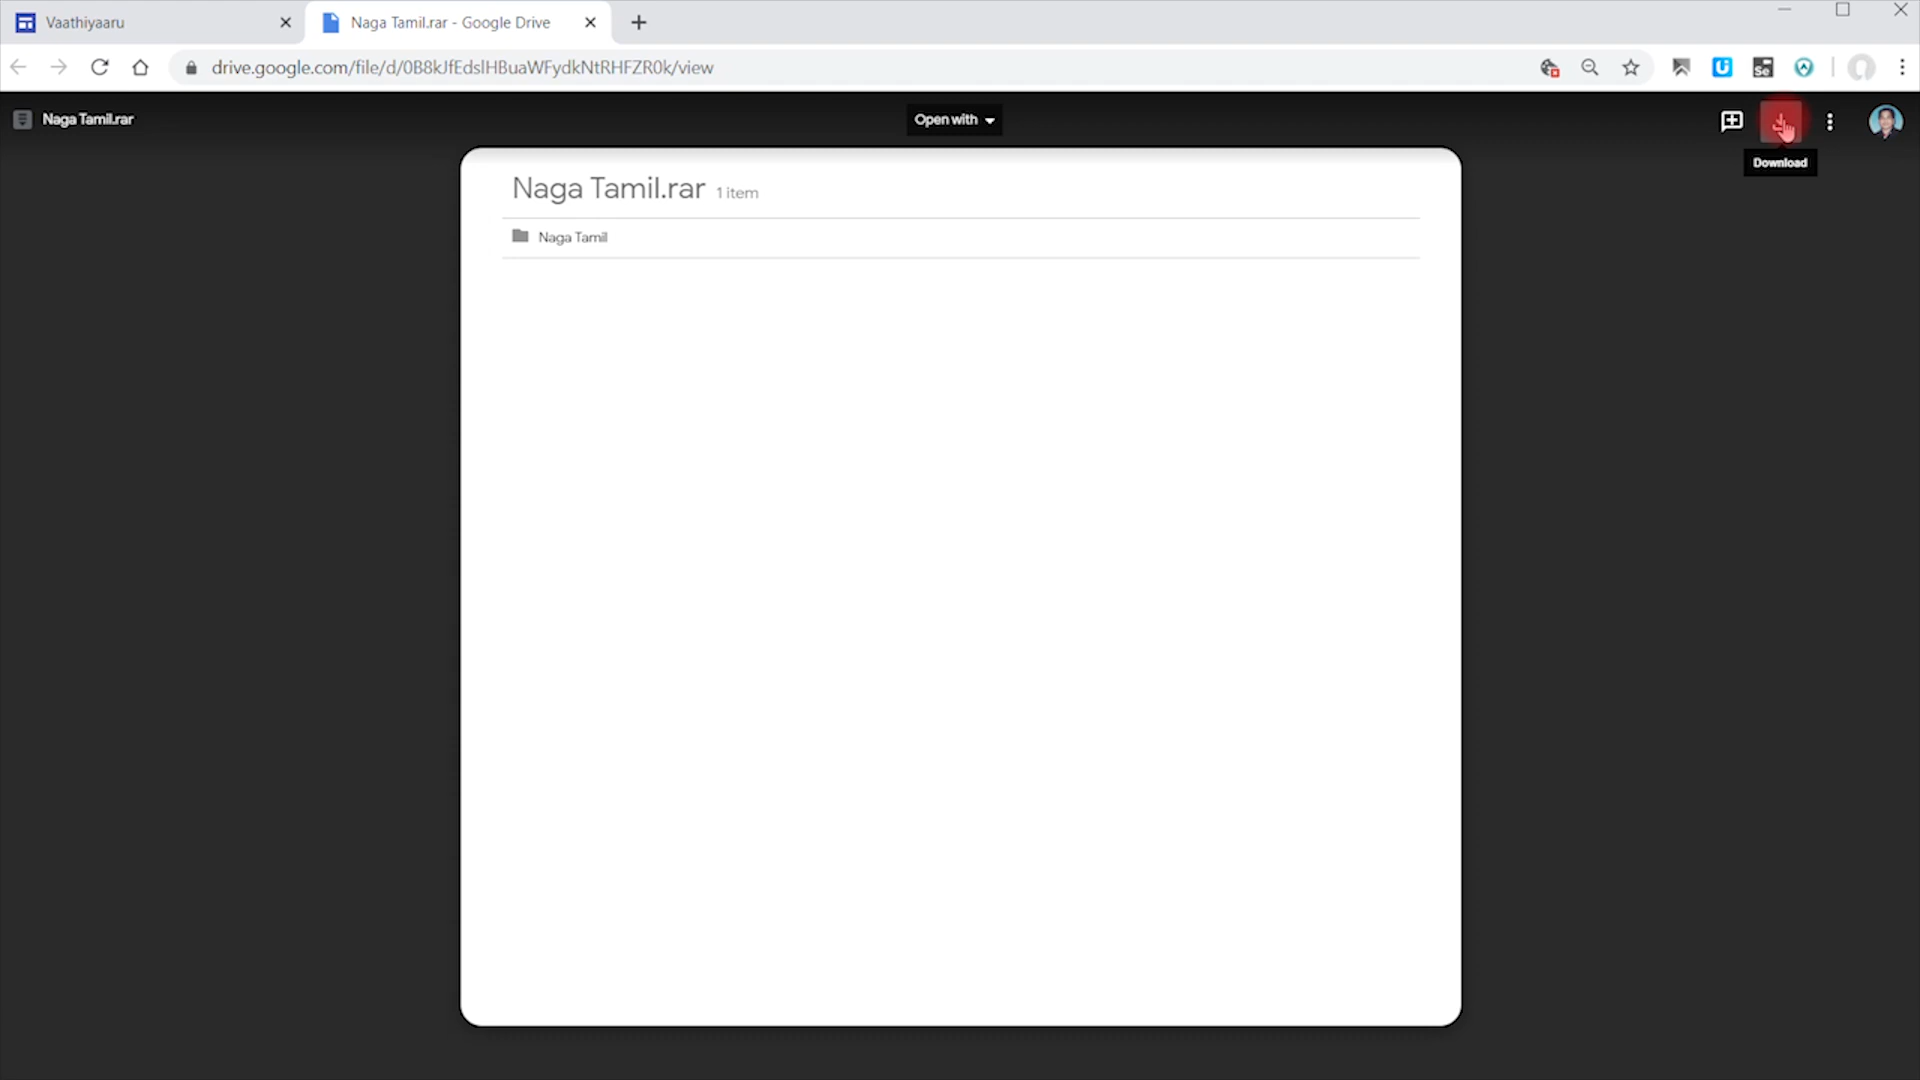 Vaathiyaaru
Naga Tamil.rar - Google Drive
drive.google.com/file/d/0B8kJfEdslHBuaWFydkNtRHFZR0k/view
Naga Tamil.rar
Open with
Download
Naga Tamil.rar 1 item
Naga Tamil